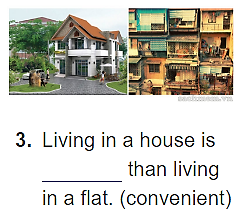 3. Living in a house is
________ than living
in a flat. (convenient)